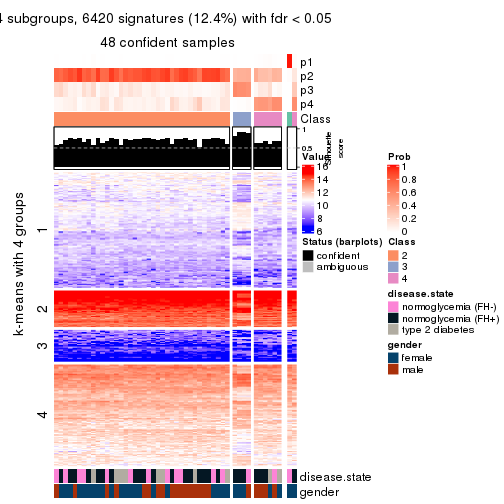 4 subgroups, 6420 signatures (12.4%) with fdr < 0.05
48 confident samples
p1
p2
p3
p4
Class
1
0.5
0
Silhouette
score
k-means with 4 groups
1
2
3
4
disease.state
gender
Value
16
14
12
10
8
6
Status (barplots)
confident
ambiguous
Prob
1
0.8
0.6
0.4
0.2
0
Class
2
3
4
disease.state
normoglycemia (FH-)
normoglycemia (FH+)
type 2 diabetes
gender
female
male